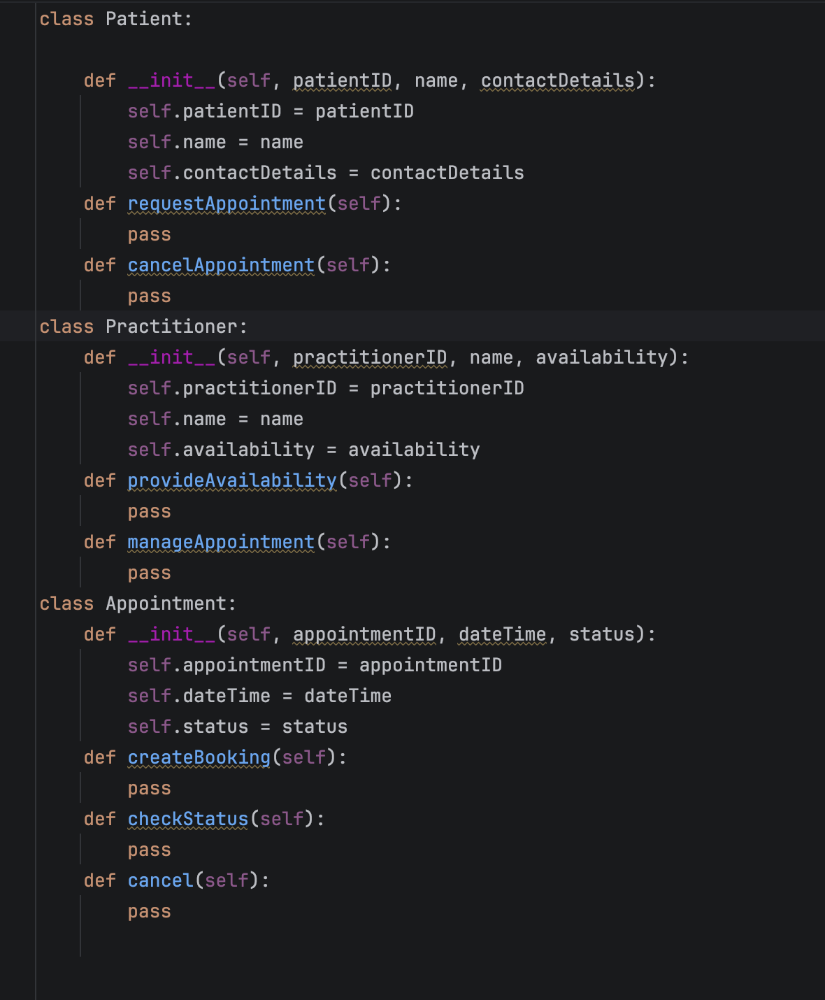 class Patient:
    def __init__(self, patientID, name, contactDetails):
        self.patientID = patientID
        self.name = name
        self.contactDetails = contactDetails
    def requestAppointment(self):
        pass
    def cancelAppointment(self):
        pass
class Practitioner:
    def __init__(self, practitionerID, name, availability):
        self.practitionerID = practitionerID
        self.name = name
        self.availability = availability
    def provideAvailability(self):
        pass
    def manageAppointment(self):
        pass
class Appointment:
    def __init__(self, appointmentID, dateTime, status):
        self.appointmentID = appointmentID
        self.dateTime = dateTime
        self.status = status
    def createBooking(self):
        pass
    def checkStatus(self):
        pass
    def cancel(self):
        pass